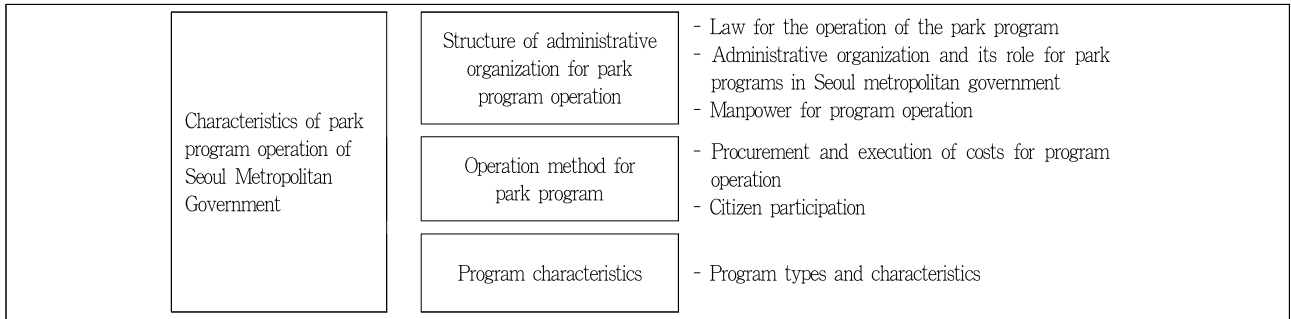 Characteristics of park
program operation of
Seoul Metropolitan
Government
Structure of administrative
organization for park
program operation
- Law for the operation of the park program
- Administrative organization and its role for park
programs in Seoul metropolitan government
- Manpower for program operation
Operation method for
park program
- Procurement and execution of costs for program
operation
- Citizen participation
Program characteristics
- Program types and characteristics